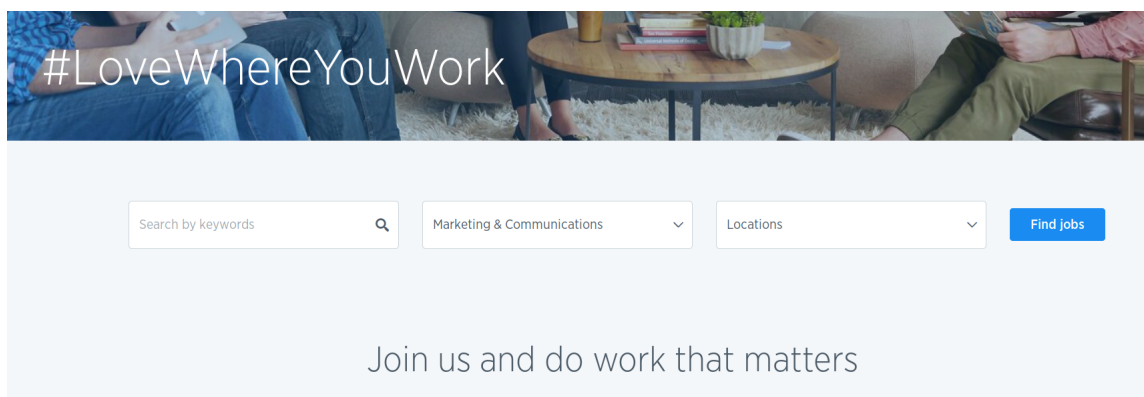 #LoveWhereYouWork
Search by keywords
Marketing & Communications
Locations
Find jobs
Join us and do work that matters